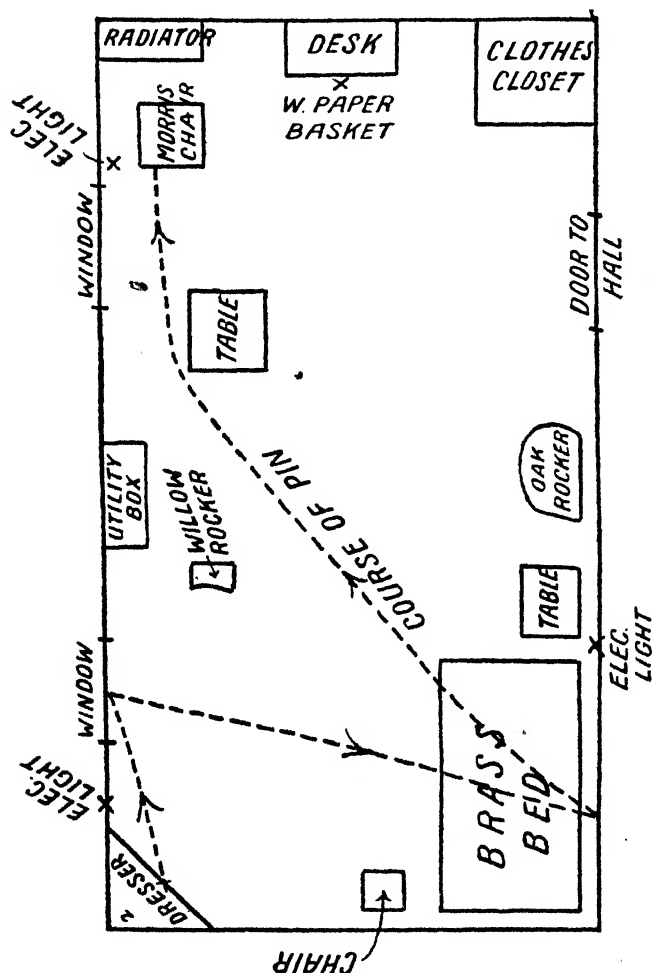 RADIATOR
DESK
CLOTHES
CLOSET
MORRIS
CHAIR
W. PAPER
BASKET
ELEC.
LIGHT
WINDOW
DOOR TO
HALL
TABLE
UTILITY
BOX
WILLOW
ROCKER
COURSE OF PIN
OAK
ROCKER
TABLE
ELEC.
LIGHT
WINDOW
ELEC.
LIGHT
DRESSER
BRASS
BED
CHAIR